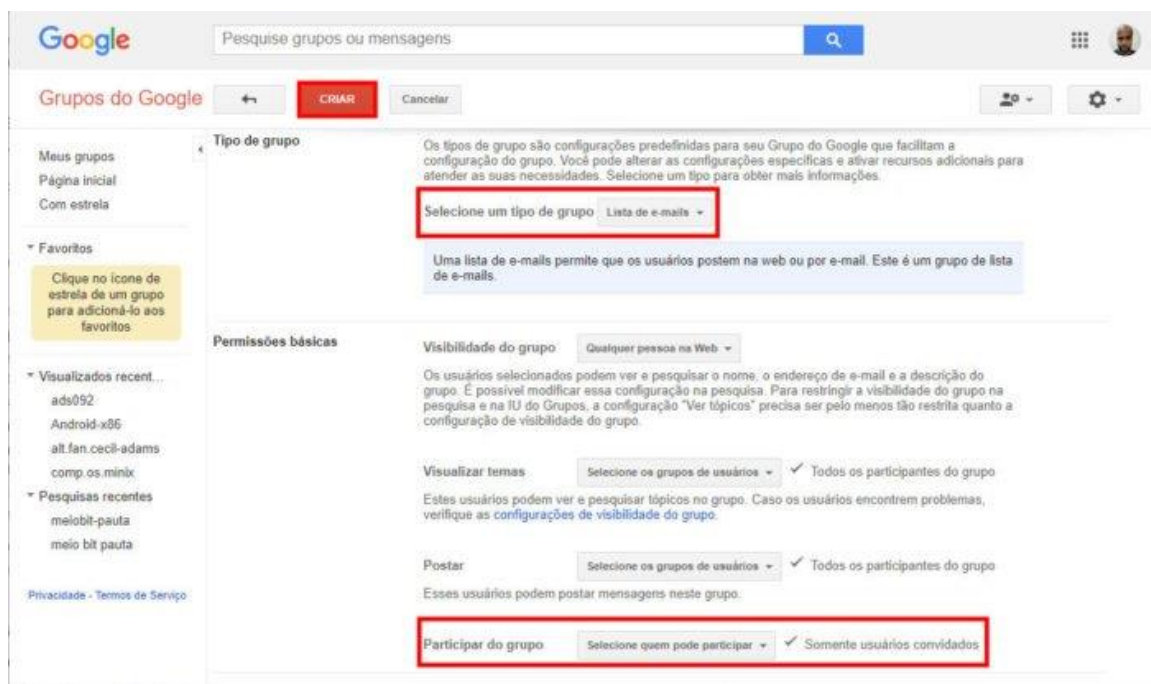 Google
Pesquise grupos ou mensagens
Grupos do Google
CRIAR
Cancelar
Meus grupos
Página inicial
Com estrela
Favoritos
Clique no ícone de
estrela de um grupo
para adicioná-lo aos
favoritos
Visualizados recent...
ads092
Android-x86
alt.fan.cecil-adams
comp.os.minix
Pesquisas recentes
meiobit-pauta
meio bit pauta
Privacidade - Termos de Serviço
Tipo de grupo
Os tipos de grupo são configurações predefinidas para seu Grupo do Google que facilitam a
configuração do grupo. Você pode alterar as configurações específicas e ativar recursos adicionais para
atender as suas necessidades. Selecione um tipo para obter mais informações.
Selecione um tipo de grupo Lista de e-mails
Uma lista de e-mails permite que os usuários postem na web ou por e-mail. Este é um grupo de lista
de e-mails.
Permissões básicas
Visibilidade do grupo Qualquer pessoa na Web
Os usuários selecionados podem ver e pesquisar o nome, o endereço de e-mail e a descrição do
grupo. É possível modificar essa configuração na pesquisa. Para restringir a visibilidade do grupo na
pesquisa e na IU do Grupos, a configuração "Ver tópicos" precisa ser pelo menos tão restrita quanto a
configuração de visibilidade do grupo.
Visualizar temas Selecione os grupos de usuários Todos os participantes do grupo
Estes usuários podem ver e pesquisar tópicos no grupo. Caso os usuários encontrem problemas,
verifique as configurações de visibilidade do grupo.
Postar Selecione os grupos de usuários Todos os participantes do grupo
Esses usuários podem postar mensagens neste grupo.
Participar do grupo Selecione quem pode participar Somente usuários convidados